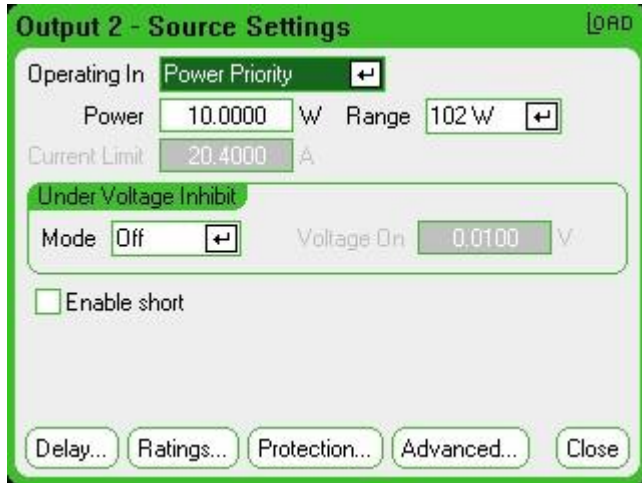 Output 2 - Source Settings LOAD
Operating In Power Priority
Power 10.0000 W Range 102 W
Current Limit 20.4000 A
Under Voltage Inhibit
Mode Off Voltage On 0.0100 V
Enable short
Delay... Ratings... Protection... Advanced... Close